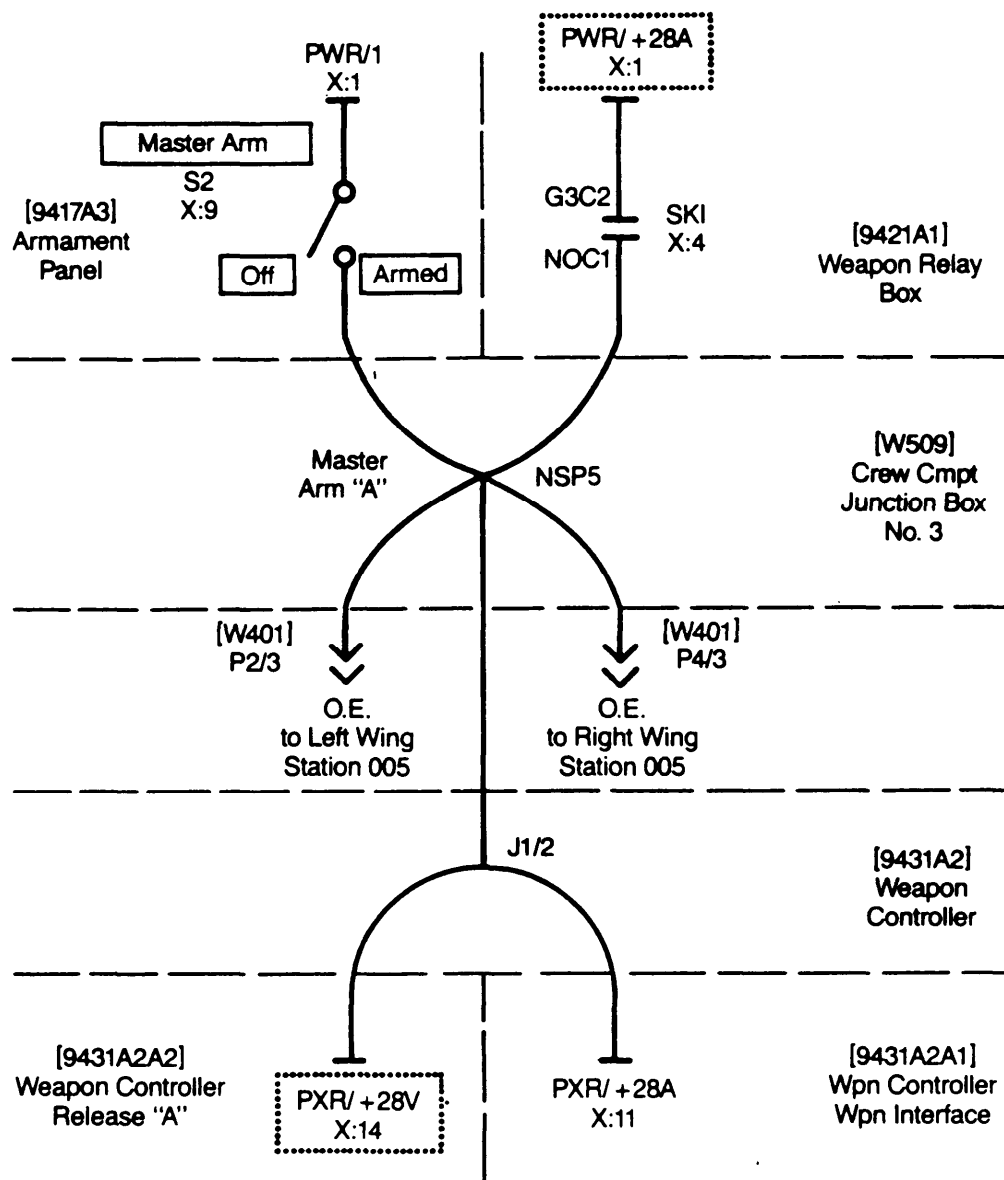 PWR/1
X:1
PWR/ +28A
X:1
Master Arm
S2
X:9
[9417A3]
Armament
Panel
Off
Armed
G3C2
NOC1
SKI
X:4
[9421A1]
Weapon Relay
Box
Master
Arm "A"
NSP5
[W509]
Crew Cmpt
Junction Box
No. 3
[W401]
P2/3
O.E.
to Left Wing
Station 005
[W401]
P4/3
O.E.
to Right Wing
Station 005
J1/2
[9431A2]
Weapon
Controller
[9431A2A2]
Weapon Controller
Release "A"
PXR/ +28V
X:14
PXR/ +28A
X:11
[9431A2A1]
Wpn Controller
Wpn Interface